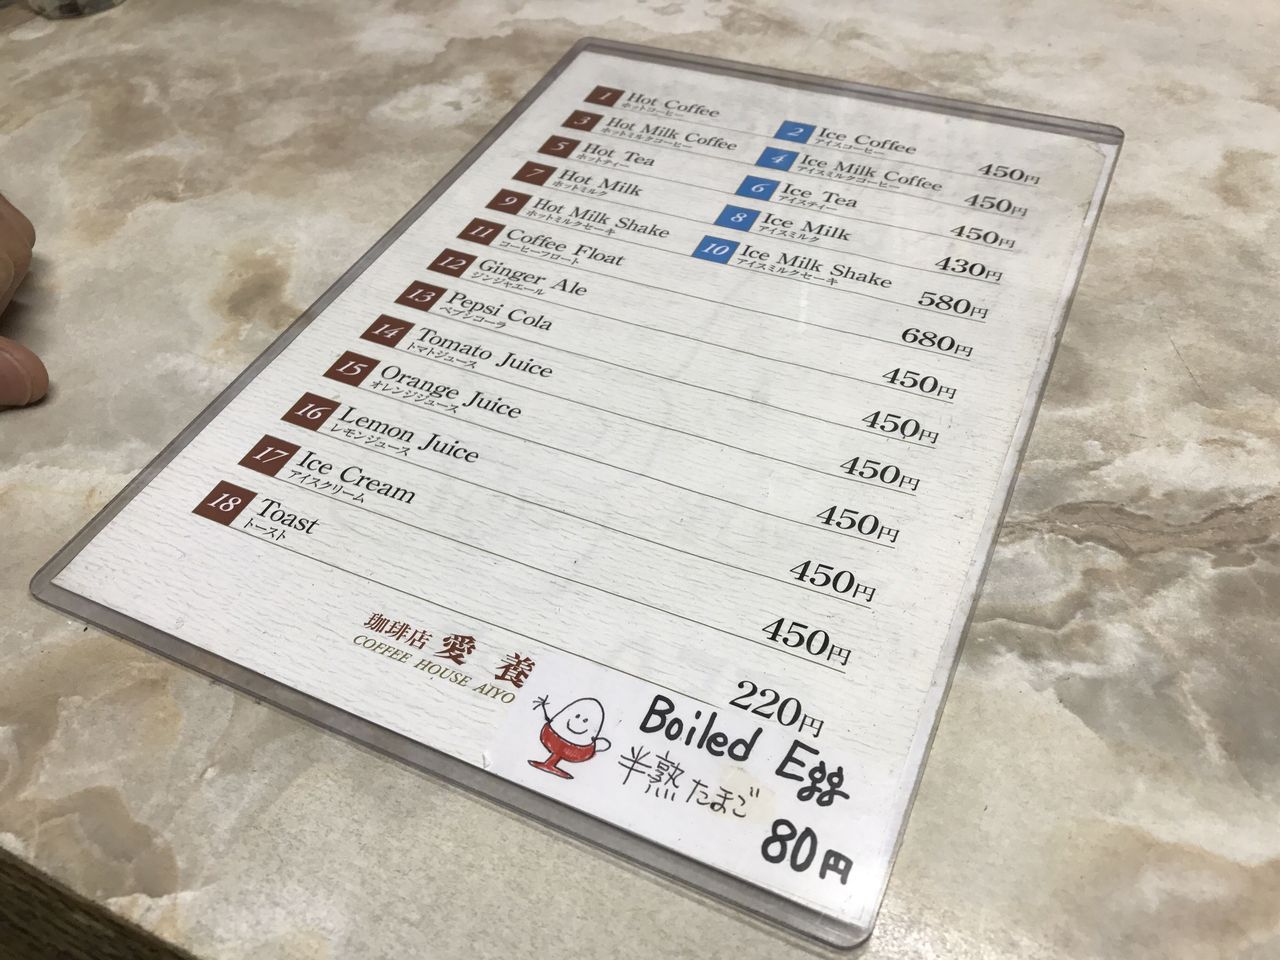 1 Hot Coffee 2 Ice Coffee 450円
ホットコーヒー アイスコーヒー
3 Hot Milk Coffee 4 Ice Milk Coffee 450円
ホットミルクコーヒー アイスミルクコーヒー
5 Hot Tea 6 Ice Tea 450円
ホットティー アイスティー
7 Hot Milk 8 Ice Milk 430円
ホットミルク アイスミルク
9 Hot Milk Shake 10 Ice Milk Shake 580円
ホットミルクセーキ アイスミルクセーキ
11 Coffee Float 680円
コーヒーフロート
12 Ginger Ale 450円
ジンジャエール
13 Pepsi Cola 450円
ペプシコーラ
14 Tomato Juice 450円
トマトジュース
15 Orange Juice 450円
オレンジジュース
16 Lemon Juice 450円
レモンジュース
17 Ice Cream 450円
アイスクリーム
18 Toast 220円
トースト
珈琲店 愛養
COFFEE HOUSE AIYO
Boiled Egg
半熟たまご
80円